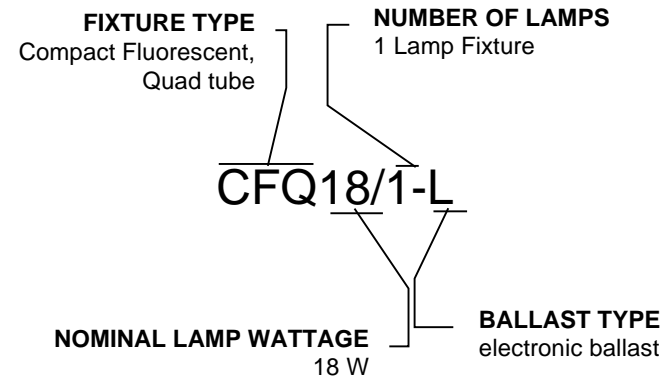 FIXTURE TYPE
Compact Fluorescent,
Quad tube
NUMBER OF LAMPS
1 Lamp Fixture
CFQ18/1-L
NOMINAL LAMP WATTAGE
18 W
BALLAST TYPE
electronic ballast